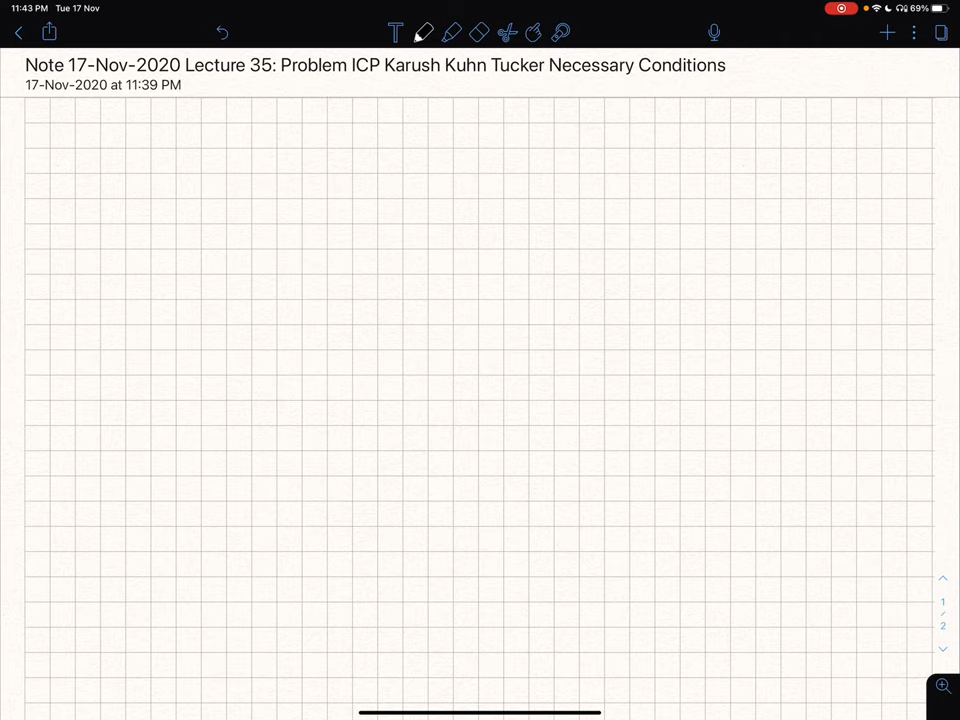 11:43 PM Tue 17 Nov 69%
T
Note 17-Nov-2020 Lecture 35: Problem ICP Karush Kuhn Tucker Necessary Conditions
17-Nov-2020 at 11:39 PM
1
/
2